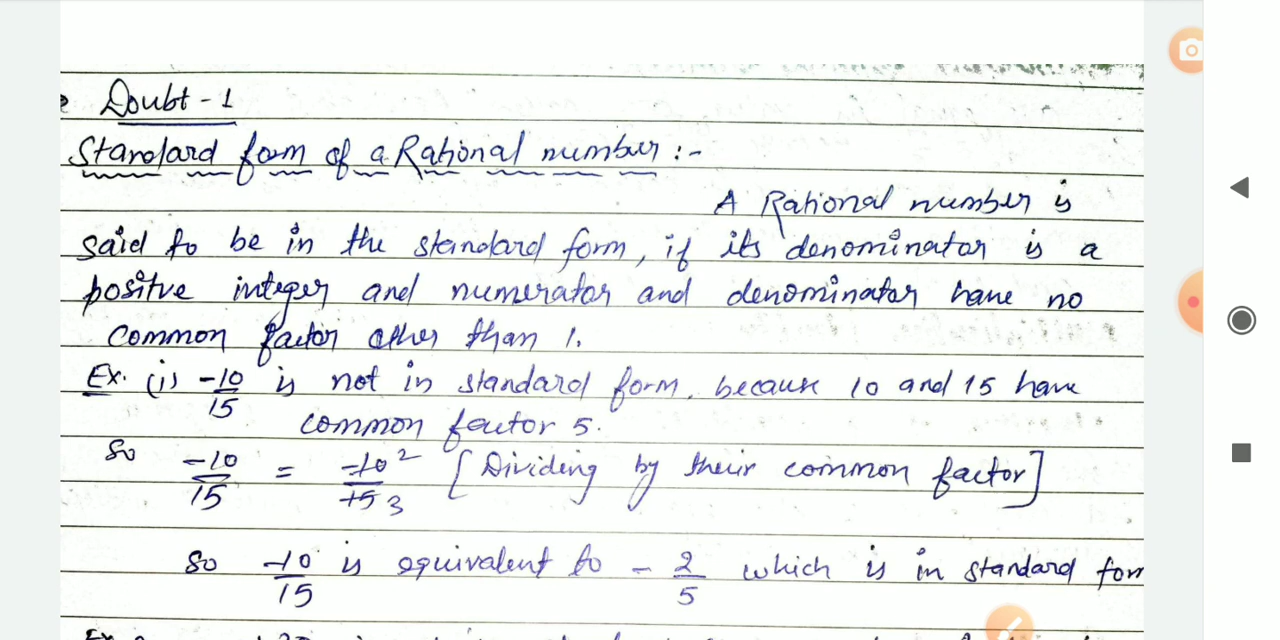 Doubt - 1
Standard form of a Rational number :-
A Rational number is
said to be in the standard form, if its denominator is a
positve integer and numerator and denominator have no
common factor other than 1.
Ex. (i) -10/15 is not in standard form, because 10 and 15 have
common factor 5.
So -10/15 = -10 2/15 3 [Dividing by their common factor]
So -10/15 is equivalent to - 2/5 which is in standard form